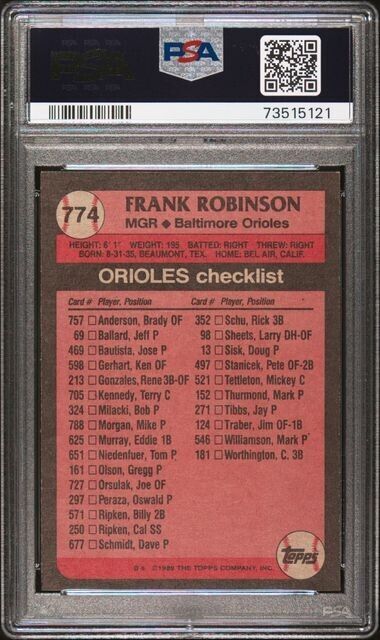 PSA
PSA
73515121
774
FRANK ROBINSON
MGR ◆ Baltimore Orioles
HEIGHT: 6' 1" WEIGHT: 195 BATTED: RIGHT THREW: RIGHT
BORN: 8-31-35, BEAUMONT, TEX. HOME: BEL AIR, CALIF.
ORIOLES checklist
Card # Player, Position Card # Player, Position
757 ☐ Anderson, Brady OF 352 ☐ Schu, Rick 3B
69 ☐ Ballard, Jeff P 98 ☐ Sheets, Larry DH-OF
469 ☐ Bautista, Jose P 13 ☐ Sisk, Doug P
598 ☐ Gerhart, Ken OF 497 ☐ Stanicek, Pete OF-2B
213 ☐ Gonzales, Rene 3B-OF 521 ☐ Tettleton, Mickey C
705 ☐ Kennedy, Terry C 152 ☐ Thurmond, Mark P
324 ☐ Milacki, Bob P 271 ☐ Tibbs, Jay P
788 ☐ Morgan, Mike P 124 ☐ Traber, Jim OF-1B
625 ☐ Murray, Eddie 1B 546 ☐ Williamson, Mark P
651 ☐ Niedenfuer, Tom P 181 ☐ Worthington, C. 3B
161 ☐ Olson, Gregg P
727 ☐ Orsulak, Joe OF
297 ☐ Peraza, Oswald P
571 ☐ Ripken, Billy 2B
250 ☐ Ripken, Cal SS
677 ☐ Schmidt, Dave P
Topps
© 1989 THE TOPPS COMPANY, INC.
PSA